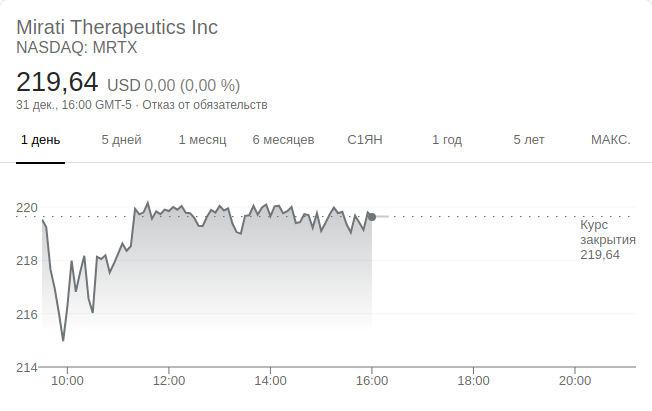 Mirati Therapeutics Inc
NASDAQ: MRTX
219,64 USD 0,00 (0,00 %)
31 дек., 16:00 GMT-5 · Отказ от обязательств
1 день 5 дней 1 месяц 6 месяцев С1ЯН 1 год 5 лет МАКС.
220
218
216
214
Курс
закрытия
219,64
10:00 12:00 14:00 16:00 18:00 20:00